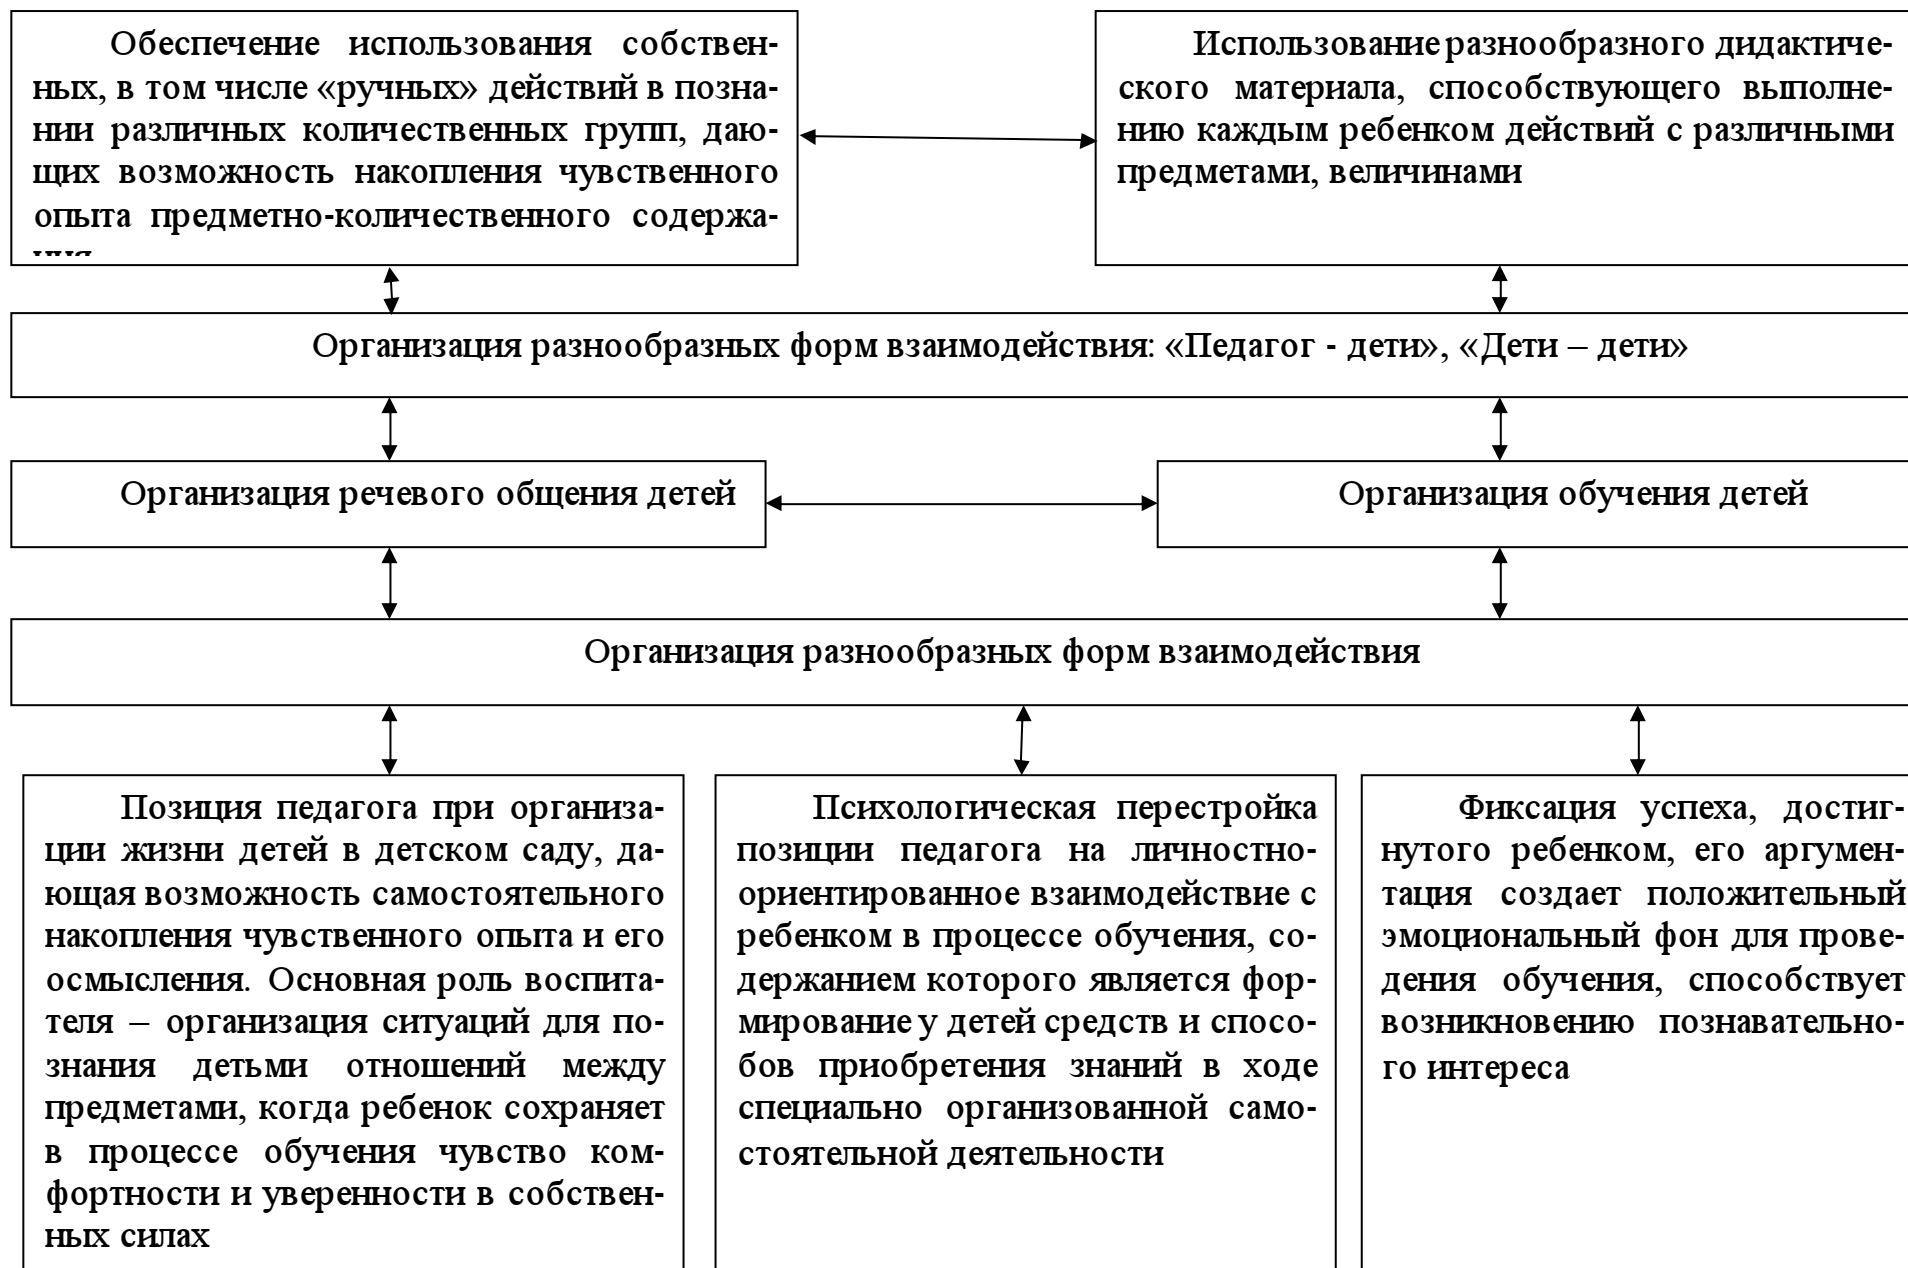 Обеспечение использования собствен-
ных, в том числе «ручных» действий в позна-
нии различных количественных групп, даю-
щих возможность накопления чувственного
опыта предметно-количественного содержа-
ния
Использование разнообразного дидактиче-
ского материала, способствующего выполне-
нию каждым ребенком действий с различными
предметами, величинами
Организация разнообразных форм взаимодействия: «Педагог - дети», «Дети – дети»
Организация речевого общения детей
Организация обучения детей
Организация разнообразных форм взаимодействия
Позиция педагога при организа-
ции жизни детей в детском саду, да-
ющая возможность самостоятельного
накопления чувственного опыта и его
осмысления. Основная роль воспита-
теля – организация ситуаций для по-
знания детьми отношений между
предметами, когда ребенок сохраняет
в процессе обучения чувство ком-
фортности и уверенности в собствен-
ных силах
Психологическая перестройка
позиции педагога на личностно-
ориентированное взаимодействие с
ребенком в процессе обучения, со-
держанием которого является фор-
мирование у детей средств и спосо-
бов приобретения знаний в ходе
специально организованной само-
стоятельной деятельности
Фиксация успеха, достиг-
нутого ребенком, его аргумен-
тация создает положительный
эмоциональный фон для прове-
дения обучения, способствует
возникновению познавательно-
го интереса